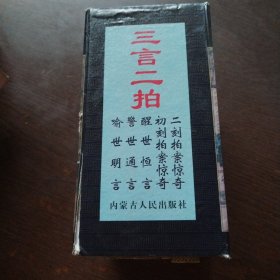 三言二拍
二刻拍案惊奇
初刻拍案惊奇
醒世恒言
警世通言
喻世明言
内蒙古人民出版社